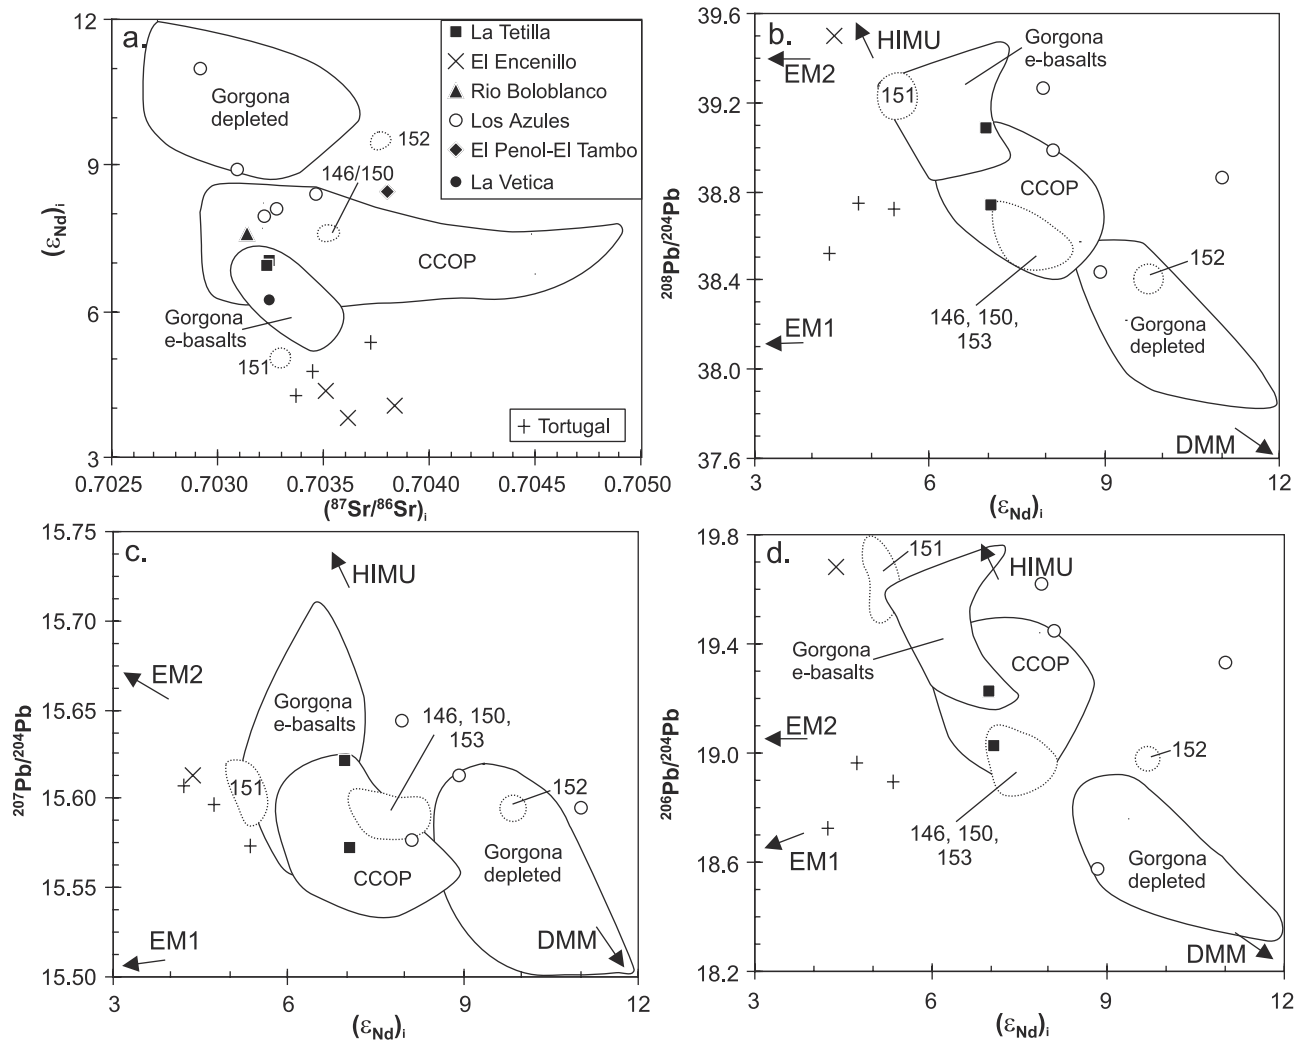 a.
12
9
6
3
(εNd)i
0.7025
0.7030
0.7035
0.7040
0.7045
0.7050
(87Sr/86Sr)i
La Tetilla
El Encenillo
Rio Boloblanco
Los Azules
El Penol-El Tambo
La Vetica
Tortugal
Gorgona
depleted
152
146/150
CCOP
Gorgona
e-basalts
151
b.
39.6
39.2
38.8
38.4
38.0
37.6
208Pb/204Pb
3
6
9
12
(εNd)i
HIMU
EM2
EM1
DMM
Gorgona
e-basalts
151
CCOP
152
146, 150,
153
Gorgona
depleted
c.
15.75
15.70
15.65
15.60
15.55
15.50
207Pb/204Pb
3
6
9
12
(εNd)i
HIMU
EM2
EM1
DMM
Gorgona
e-basalts
146, 150,
153
151
152
CCOP
Gorgona
depleted
d.
19.8
19.4
19.0
18.6
18.2
206Pb/204Pb
3
6
9
12
(εNd)i
151
HIMU
Gorgona
e-basalts
CCOP
EM2
152
EM1
146, 150,
153
Gorgona
depleted
DMM